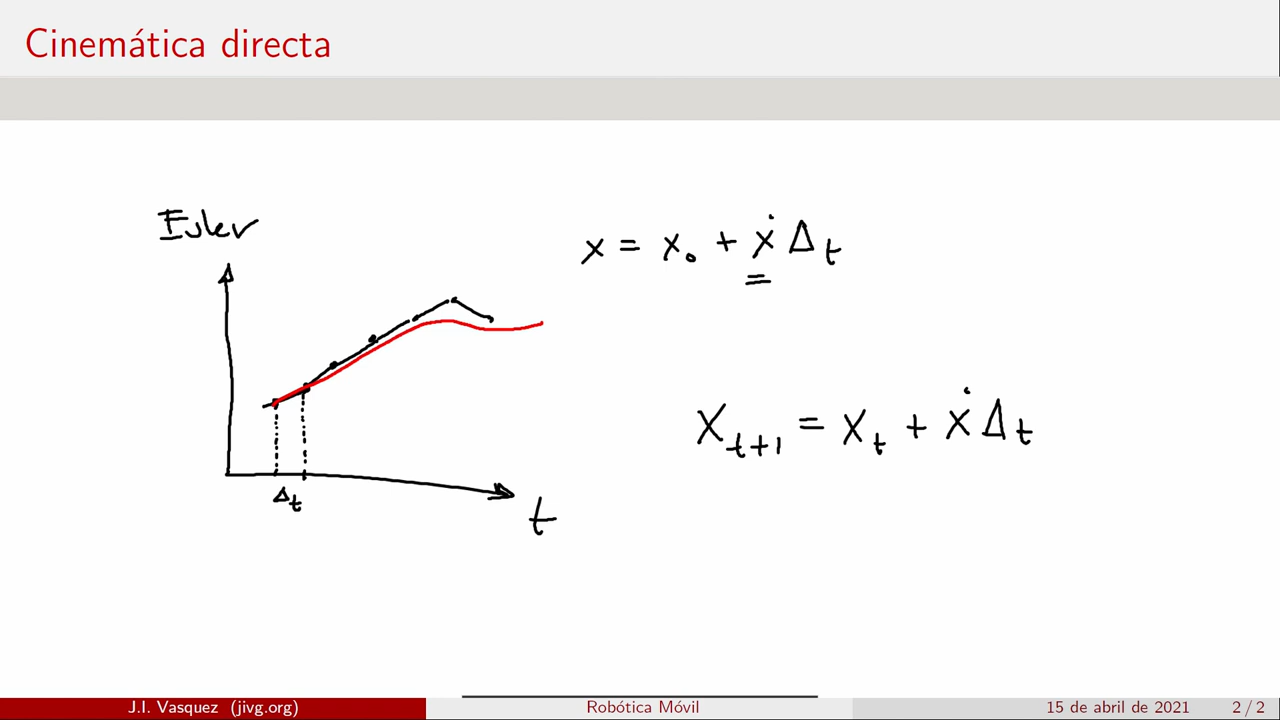 Cinemática directa
Euler
x = x₀ + ẋ Δt
Xt+1 = Xt + ẋ Δt
Δt
t
J.I. Vasquez (jivg.org)
Robótica Móvil
15 de abril de 2021
2 / 2